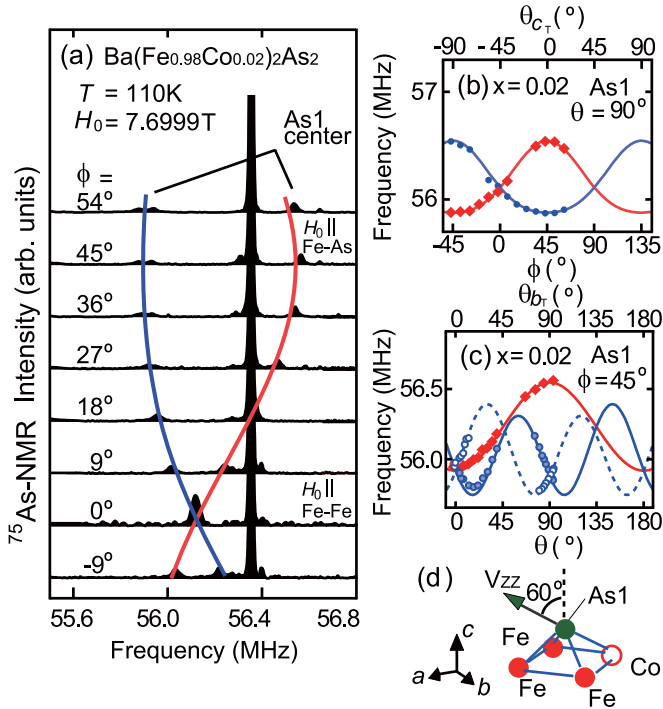 (a) Ba(Fe0.98Co0.02)2As2
T = 110K
H0 = 7.6999T
As1
center
ϕ =
54°
45°
H0 ||
Fe-As
36°
27°
18°
9°
H0 ||
Fe-Fe
0°
-9°
75As-NMR Intensity (arb. units)
55.6 56.0 56.4 56.8
Frequency (MHz)
θcT(°)
-90 -45 0 45 90
(b) x = 0.02 As1
θ = 90°
57
56
Frequency (MHz)
-45 0 45 90 135
ϕ (°)
θbT(°)
0 45 90 135 180
(c) x = 0.02 As1
ϕ = 45°
56.5
56.0
Frequency (MHz)
0 45 90 135 180
θ (°)
(d)
VZZ 60°
As1
Fe
Co
Fe
Fe
c
a
b